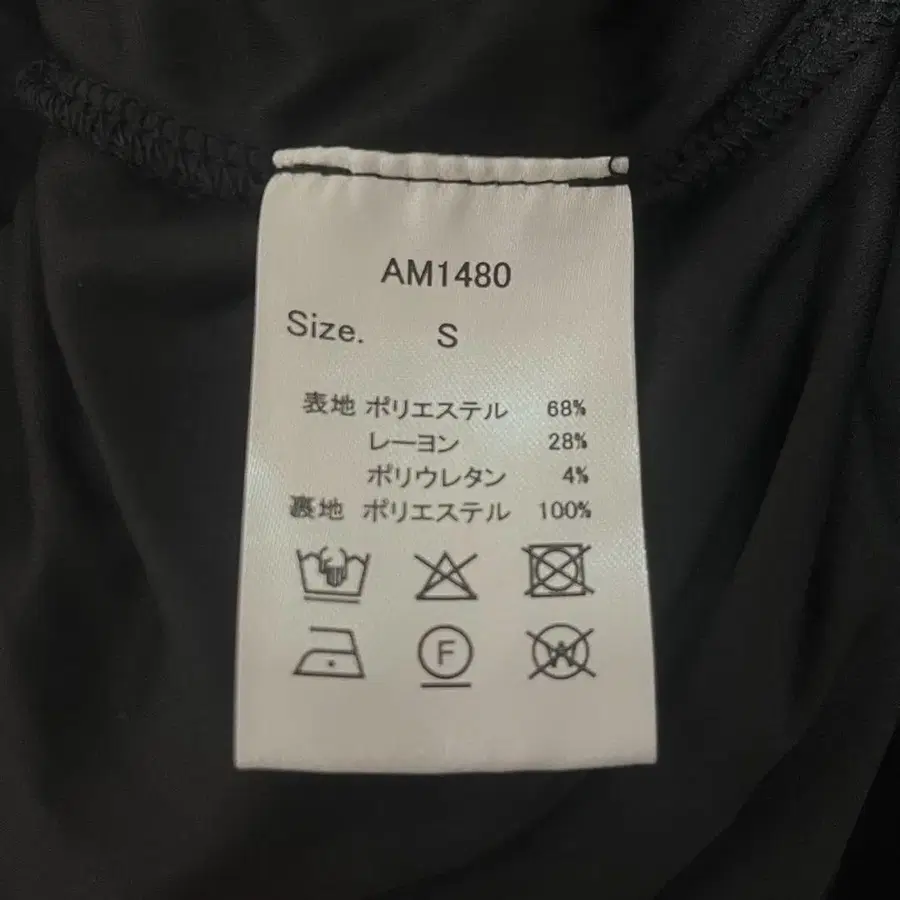 AM1480
Size. S
表地 ポリエステル 68%
レーヨン 28%
ポリウレタン 4%
裏地 ポリエステル 100%
F
W